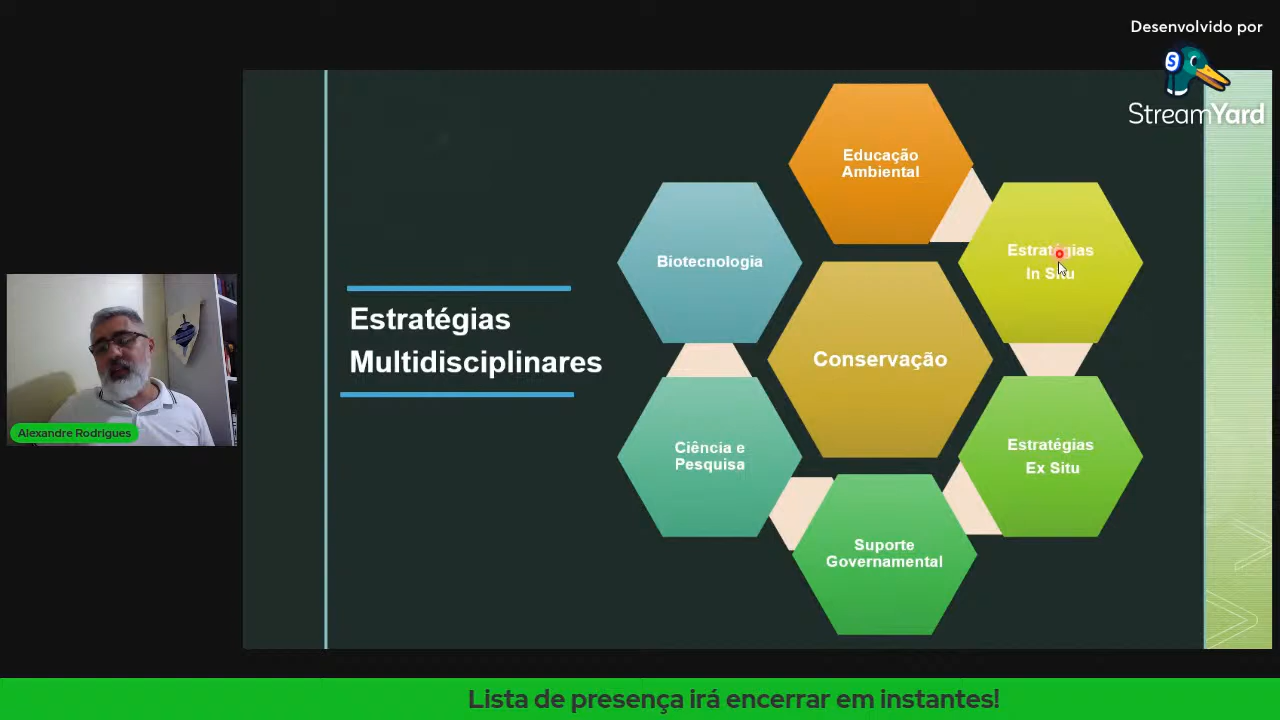 Desenvolvido por
StreamYard
Educação
Ambiental
Biotecnologia
Estratégias
In Situ
Estratégias
Multidisciplinares
Conservação
Ciência e
Pesquisa
Estratégias
Ex Situ
Suporte
Governamental
Alexandre Rodrigues
Lista de presença irá encerrar em instantes!